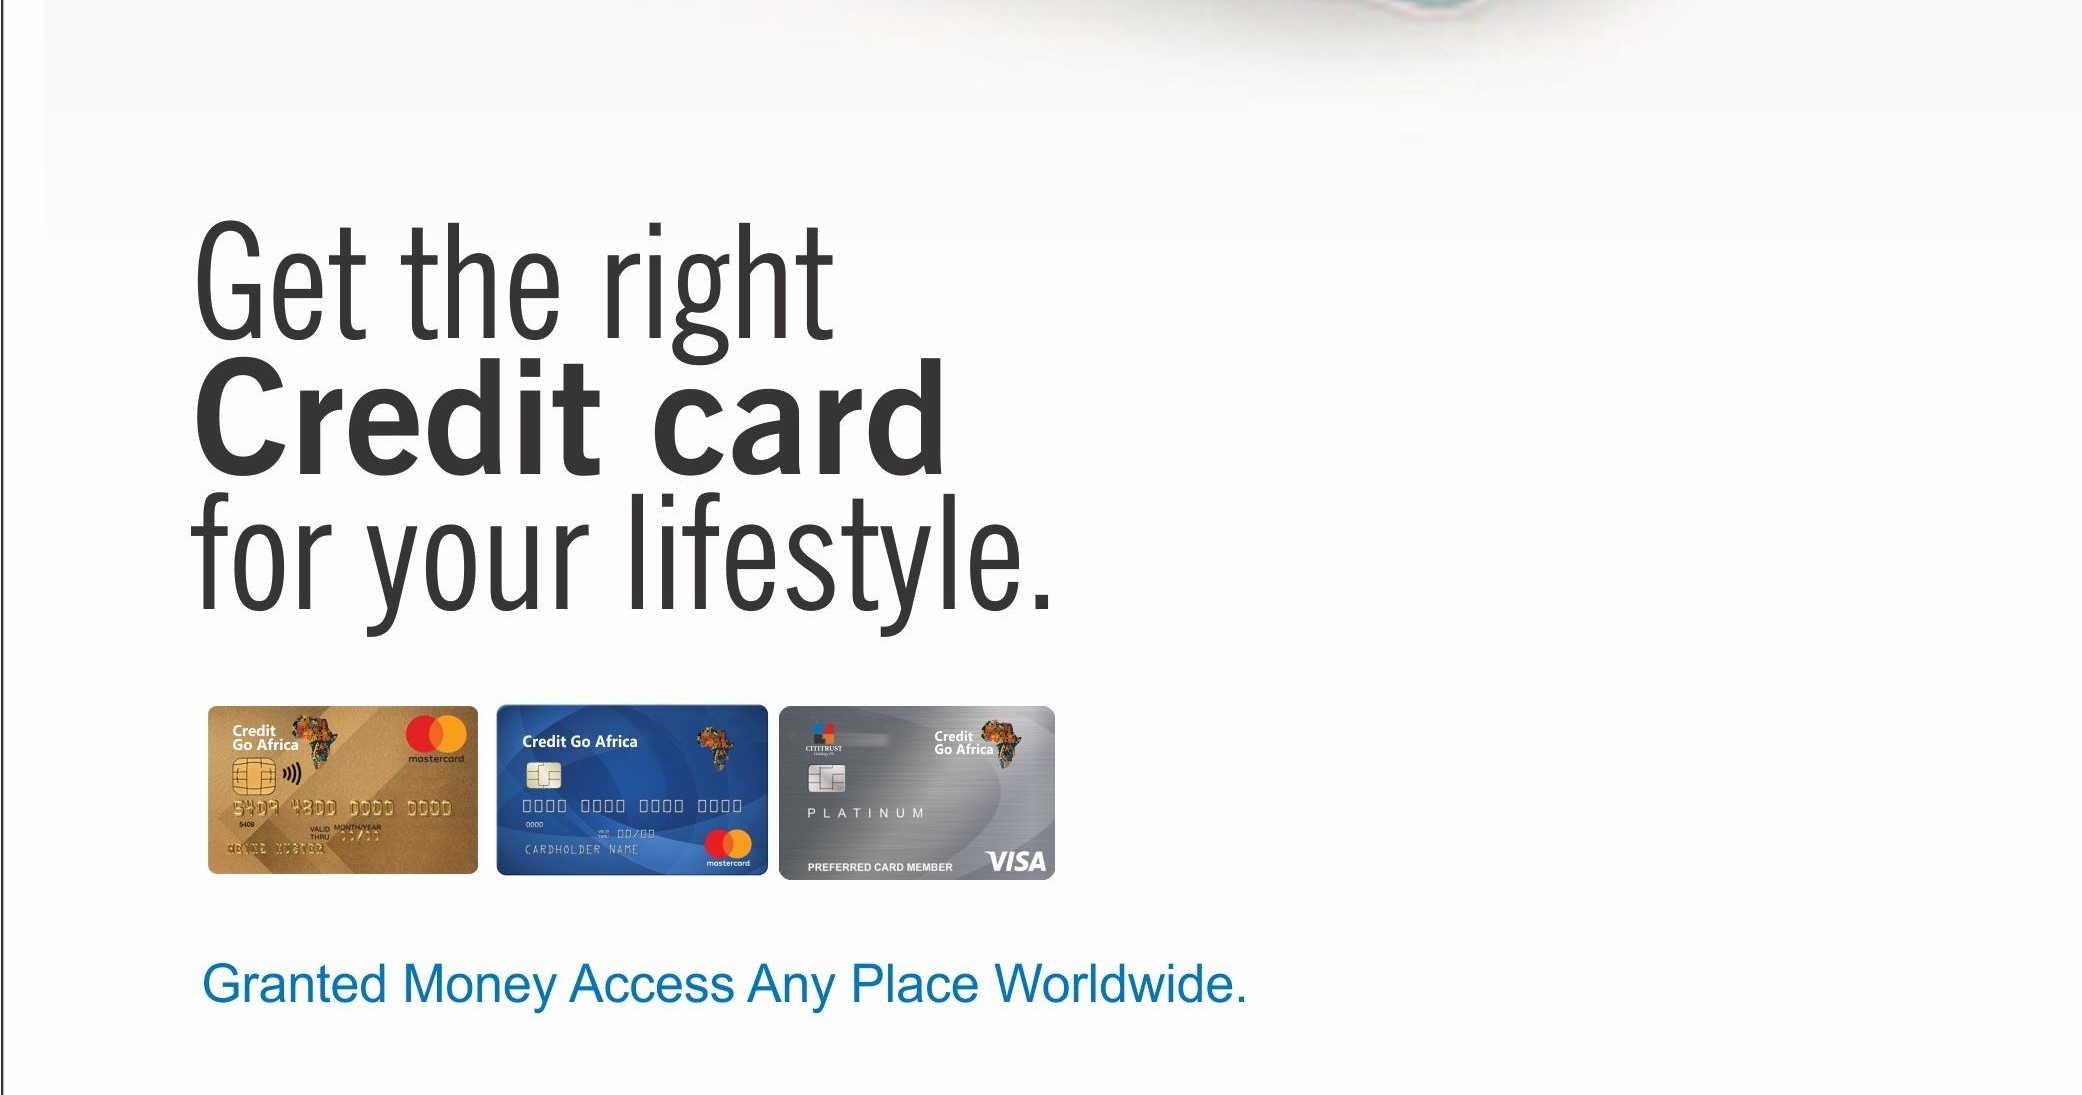 Get the right
Credit card
for your lifestyle.
Credit
Go Africa
mastercard
5409 4800 0000 0000
5409
VALID
THRU
MONTH/YEAR
00/00
Credit Go Africa
0000 0000 0000 0000
0000
00/00
CARDHOLDER NAME
mastercard
CITITRUST
Credit
Go Africa
PLATINUM
PREFERRED CARD MEMBER
VISA
Granted Money Access Any Place Worldwide.